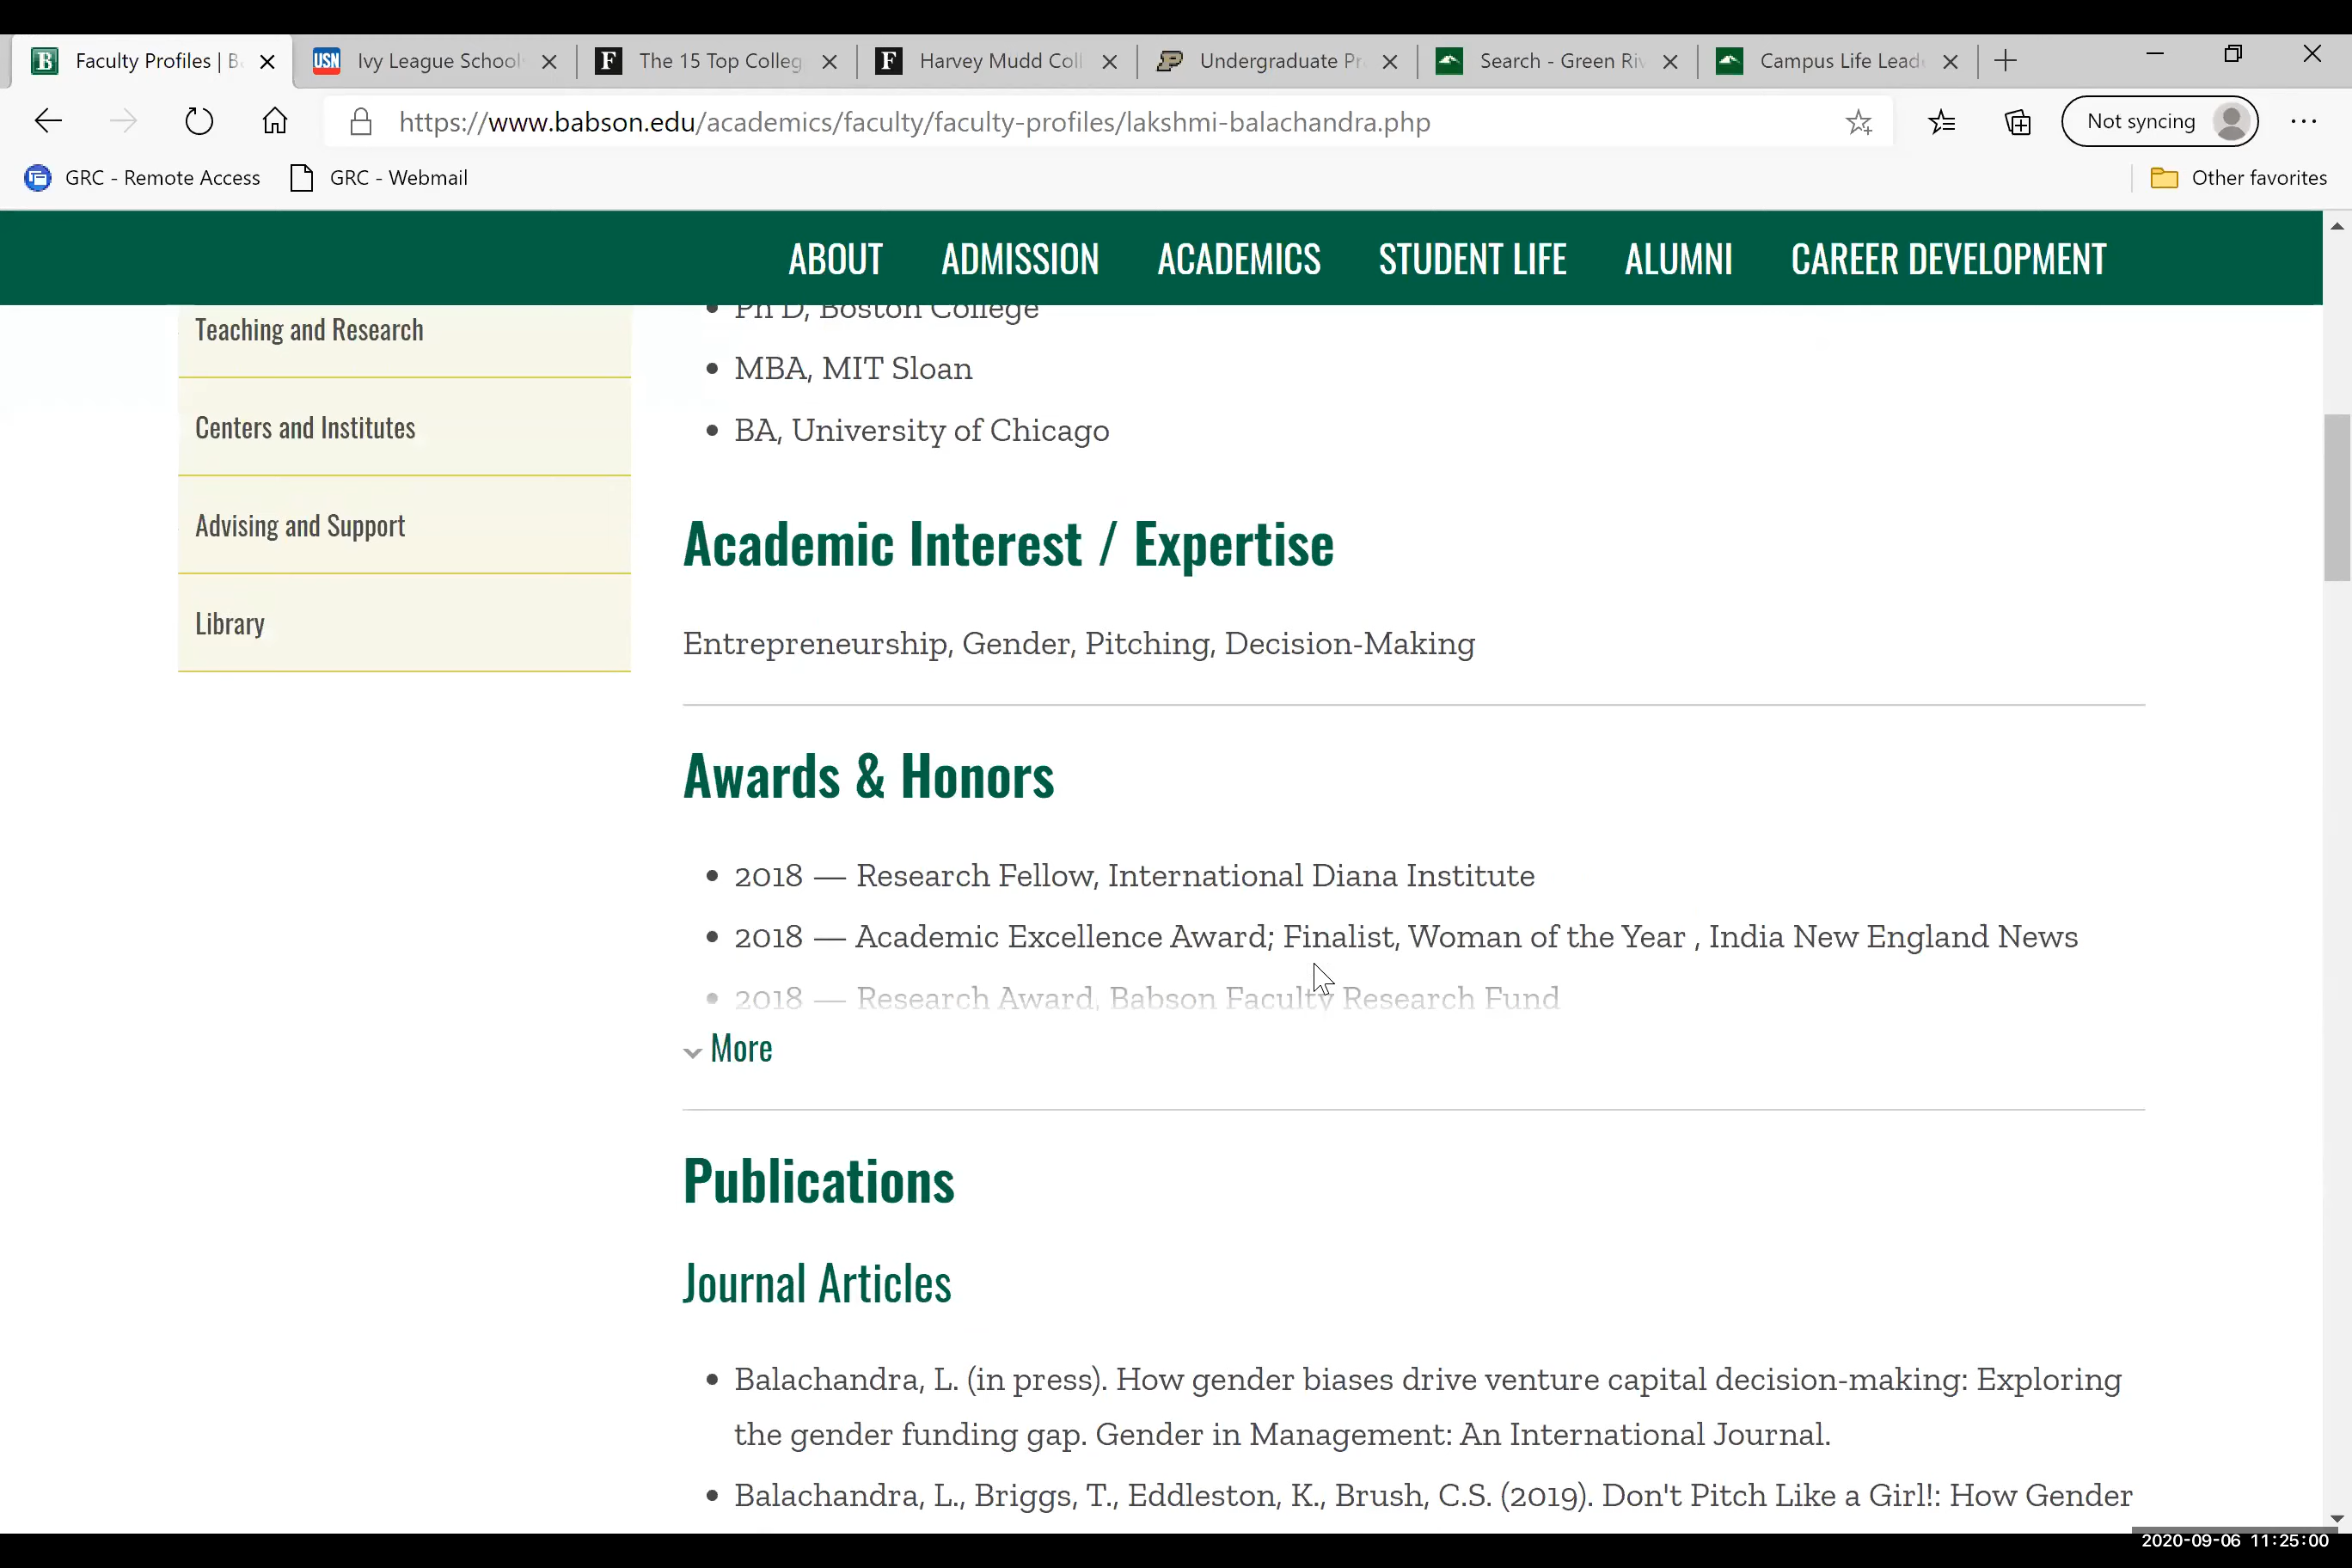 Faculty Profiles | B
Ivy League School
The 15 Top Colleg
Harvey Mudd Coll
Undergraduate Pr
Search - Green Riv
Campus Life Lead
https://www.babson.edu/academics/faculty/faculty-profiles/lakshmi-balachandra.php
Not syncing
GRC - Remote Access
GRC - Webmail
Other favorites
ABOUT ADMISSION ACADEMICS STUDENT LIFE ALUMNI CAREER DEVELOPMENT
Teaching and Research
Centers and Institutes
Advising and Support
Library
Ph D, Boston College
MBA, MIT Sloan
BA, University of Chicago
Academic Interest / Expertise
Entrepreneurship, Gender, Pitching, Decision-Making
Awards & Honors
2018 — Research Fellow, International Diana Institute
2018 — Academic Excellence Award; Finalist, Woman of the Year , India New England News
2018 — Research Award, Babson Faculty Research Fund
More
Publications
Journal Articles
Balachandra, L. (in press). How gender biases drive venture capital decision-making: Exploring
the gender funding gap. Gender in Management: An International Journal.
Balachandra, L., Briggs, T., Eddleston, K., Brush, C.S. (2019). Don't Pitch Like a Girl!: How Gender
2020-09-06 11:25:00